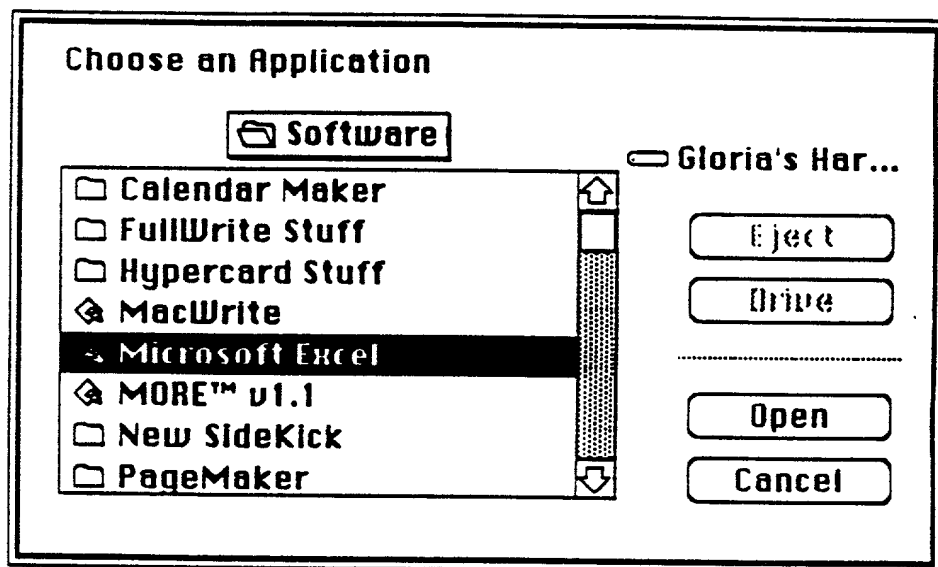 Choose an Application
Software
Gloria's Har...
Calendar Maker
FullWrite Stuff
Hypercard Stuff
MacWrite
Microsoft Excel
MORE™ v1.1
New SideKick
PageMaker
Eject
Drive
Open
Cancel